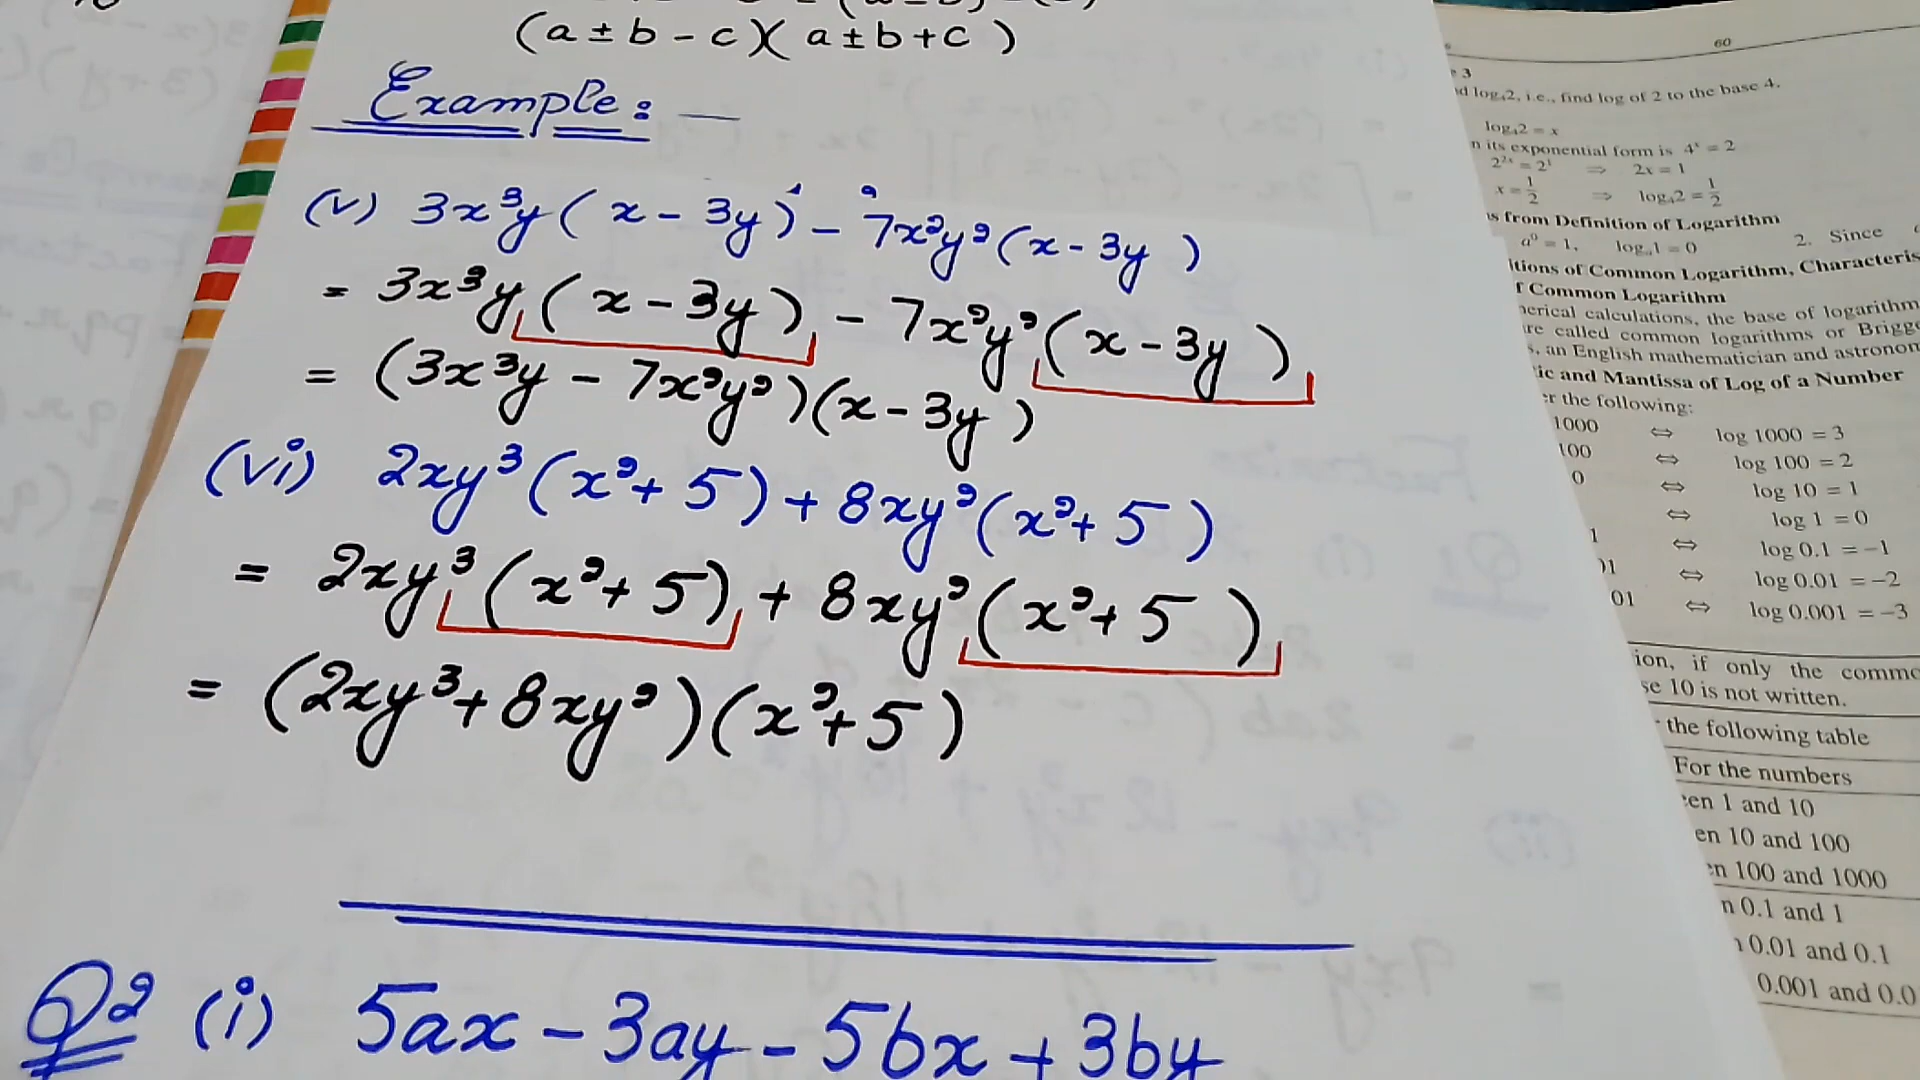 (a ± b - c)(a ± b + c)
Example: —
(v) 3x³y(x - 3y) - 7x²y²(x - 3y)
= 3x³y(x - 3y) - 7x²y²(x - 3y)
= (3x³y - 7x²y²)(x - 3y)
(vi) 2xy³(x² + 5) + 8xy²(x² + 5)
= 2xy³(x² + 5) + 8xy²(x² + 5)
= (2xy³ + 8xy²)(x² + 5)
Q2 (i) 5ax - 3ay - 5bx + 3by
60
3
log₄2, i.e., find log of 2 to the base 4.
log₄2 = x
its exponential form is 4ˣ = 2
2²ˣ = 2¹ ⇒ 2x = 1
x = 1/2 ⇒ log₄2 = 1/2
from Definition of Logarithm
a⁰ = 1, logₐ1 = 0 2. Since
of Common Logarithm, Characteris
Common Logarithm
calculations, the base of logarithm
called common logarithms or Brigg
an English mathematician and astronom
and Mantissa of Log of a Number
the following:
1000 ⇔ log 1000 = 3
100 ⇔ log 100 = 2
0 ⇔ log 10 = 1
⇔ log 1 = 0
1 ⇔ log 0.1 = -1
01 ⇔ log 0.01 = -2
01 ⇔ log 0.001 = -3
ion, if only the commo
se 10 is not written.
the following table
For the numbers
een 1 and 10
en 10 and 100
en 100 and 1000
n 0.1 and 1
0.01 and 0.1
0.001 and 0.0